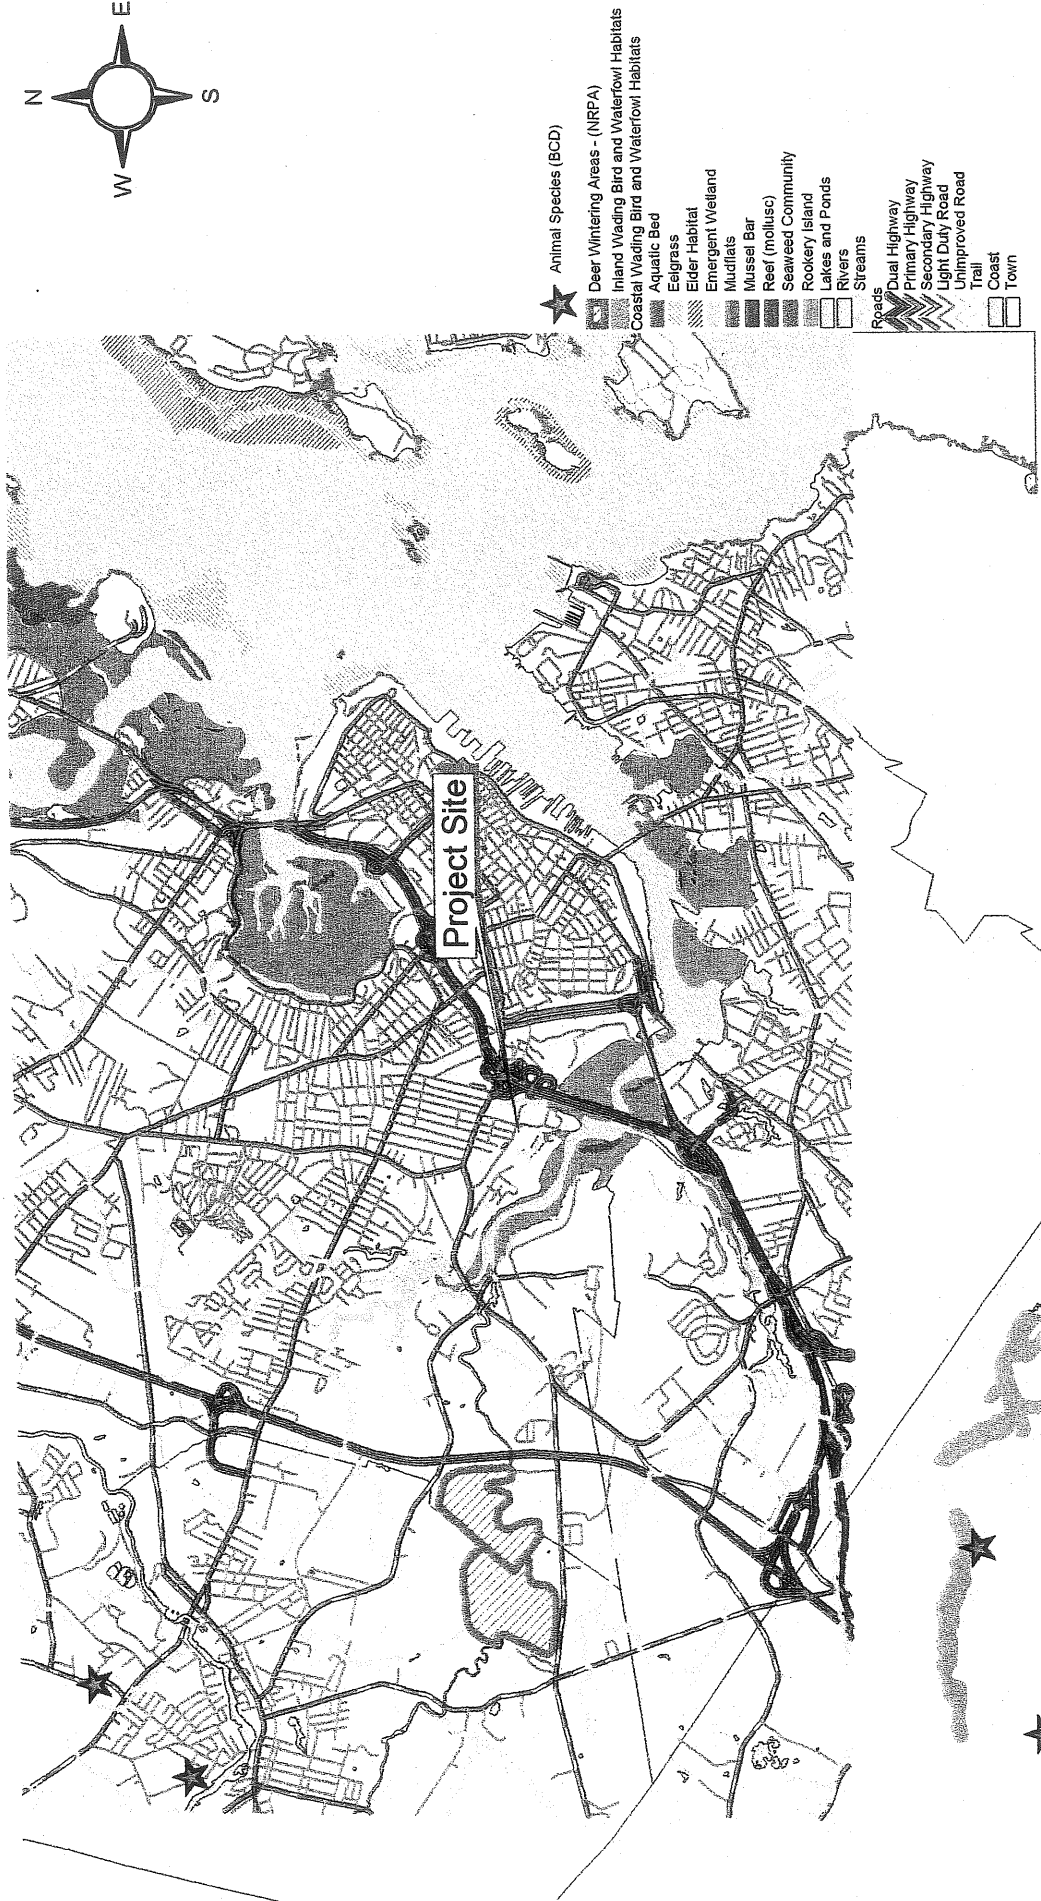 N
E
W
S
Animal Species (BCD)
Deer Wintering Areas - (NRPA)
Inland Wading Bird and Waterfowl Habitats
Coastal Wading Bird and Waterfowl Habitats
Aquatic Bed
Eelgrass
Eider Habitat
Emergent Wetland
Mudflats
Mussel Bar
Reef (mollusc)
Seaweed Community
Rookery Island
Lakes and Ponds
Rivers
Streams
Roads
Dual Highway
Primary Highway
Secondary Highway
Light Duty Road
Unimproved Road
Trail
Coast
Town
Project Site